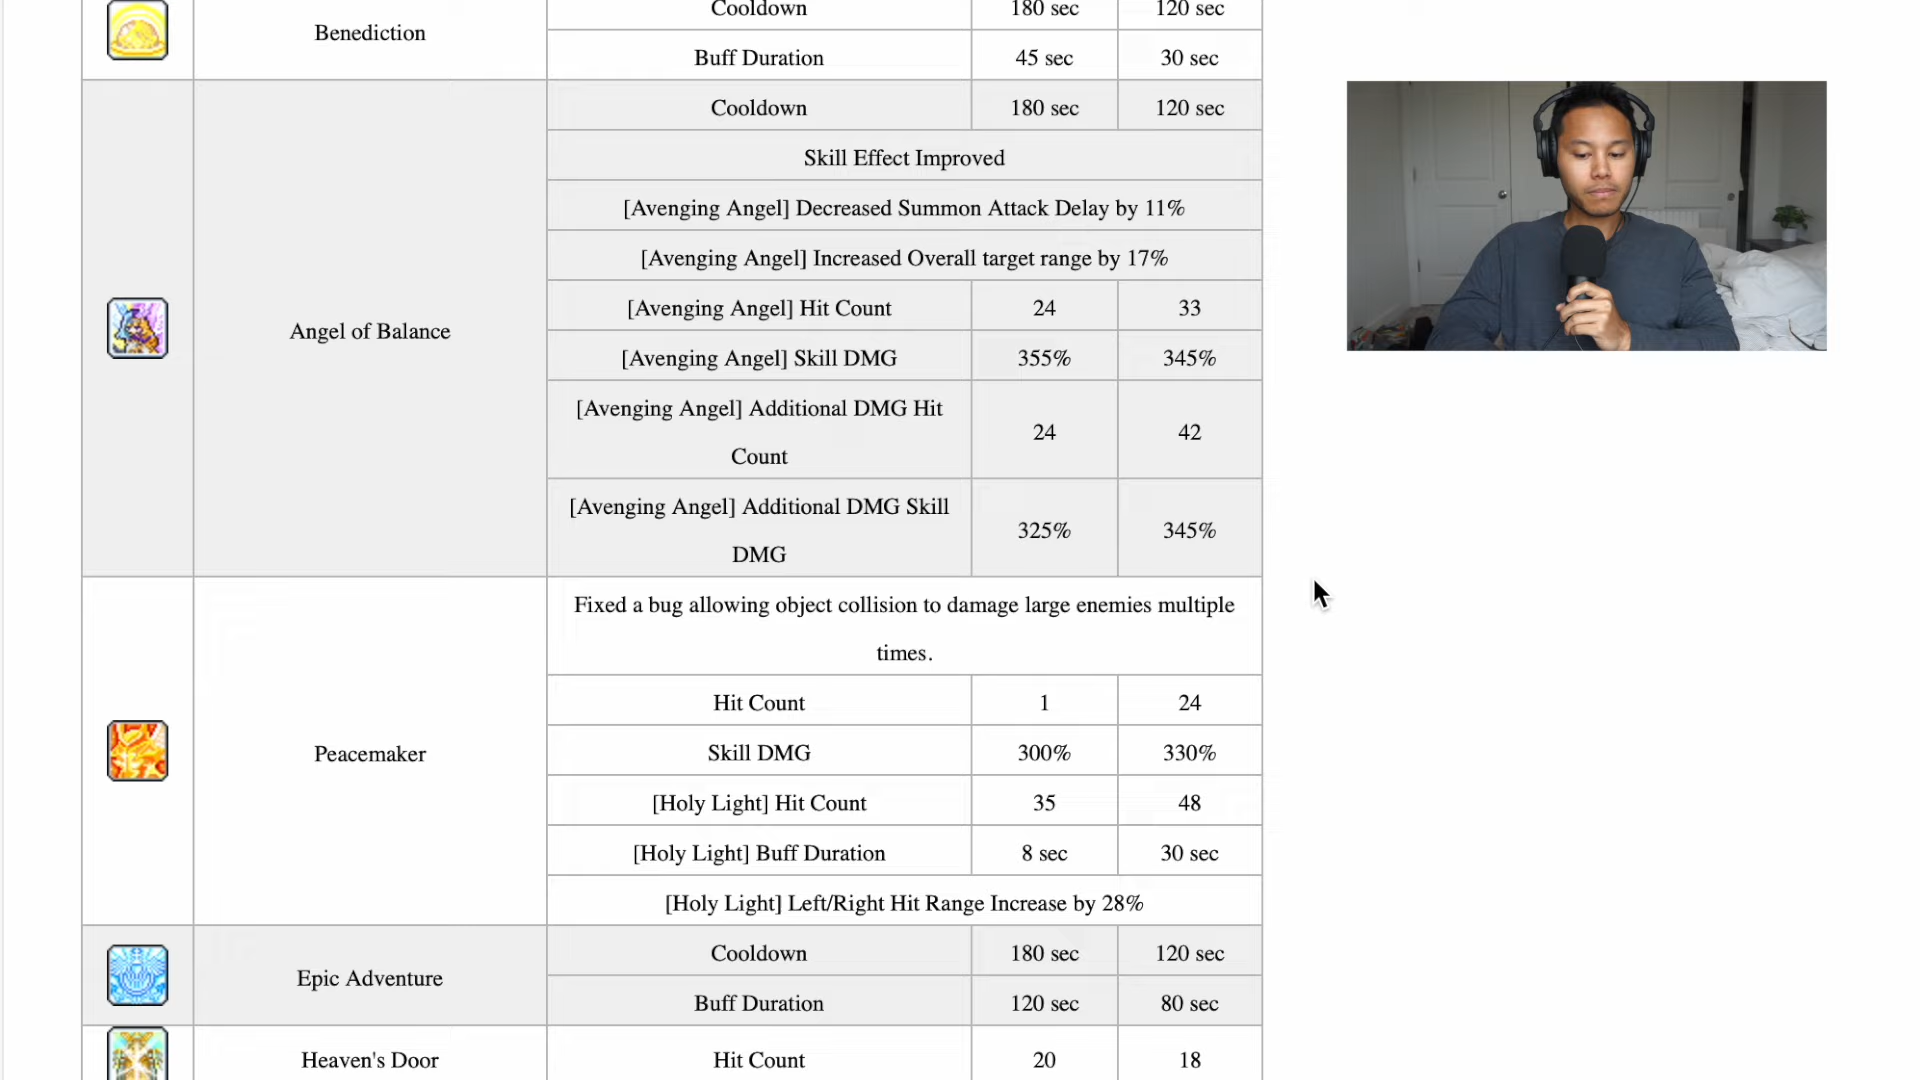 Benediction
Cooldown 180 sec 120 sec
Buff Duration 45 sec 30 sec
Angel of Balance
Cooldown 180 sec 120 sec
Skill Effect Improved
[Avenging Angel] Decreased Summon Attack Delay by 11%
[Avenging Angel] Increased Overall target range by 17%
[Avenging Angel] Hit Count 24 33
[Avenging Angel] Skill DMG 355% 345%
[Avenging Angel] Additional DMG Hit
Count 24 42
[Avenging Angel] Additional DMG Skill
DMG 325% 345%
Peacemaker
Fixed a bug allowing object collision to damage large enemies multiple
times.
Hit Count 1 24
Skill DMG 300% 330%
[Holy Light] Hit Count 35 48
[Holy Light] Buff Duration 8 sec 30 sec
[Holy Light] Left/Right Hit Range Increase by 28%
Epic Adventure
Cooldown 180 sec 120 sec
Buff Duration 120 sec 80 sec
Heaven's Door Hit Count 20 18